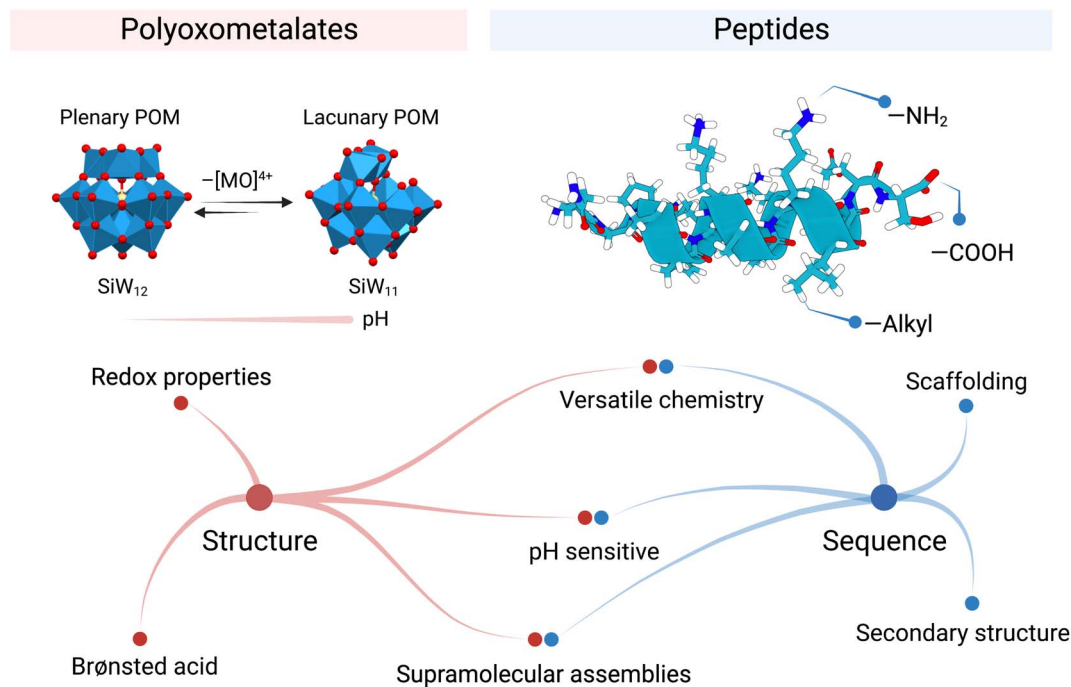 Polyoxometalates
Peptides
Plenary POM
Lacunary POM
–[MO]⁴⁺
SiW₁₂
SiW₁₁
pH
–NH₂
–COOH
–Alkyl
Redox properties
Versatile chemistry
Scaffolding
Structure
pH sensitive
Sequence
Brønsted acid
Supramolecular assemblies
Secondary structure